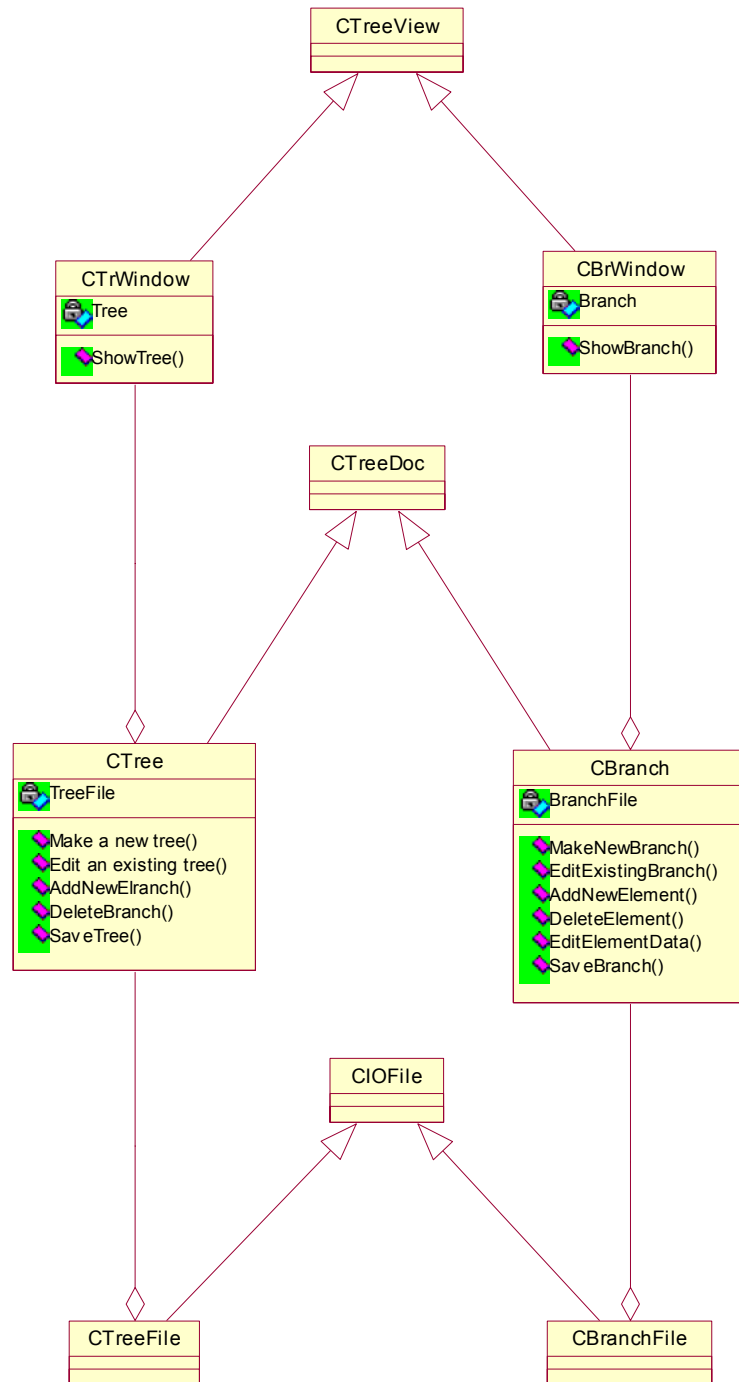 CTreeView
CTrWindow
Tree
ShowTree()
CBrWindow
Branch
ShowBranch()
CTreeDoc
CTree
TreeFile
Make a new tree()
Edit an existing tree()
AddNewElranch()
DeleteBranch()
SaveTree()
CBranch
BranchFile
MakeNewBranch()
EditExistingBranch()
AddNewElement()
DeleteElement()
EditElementData()
SaveBranch()
CIOFile
CTreeFile
CBranchFile